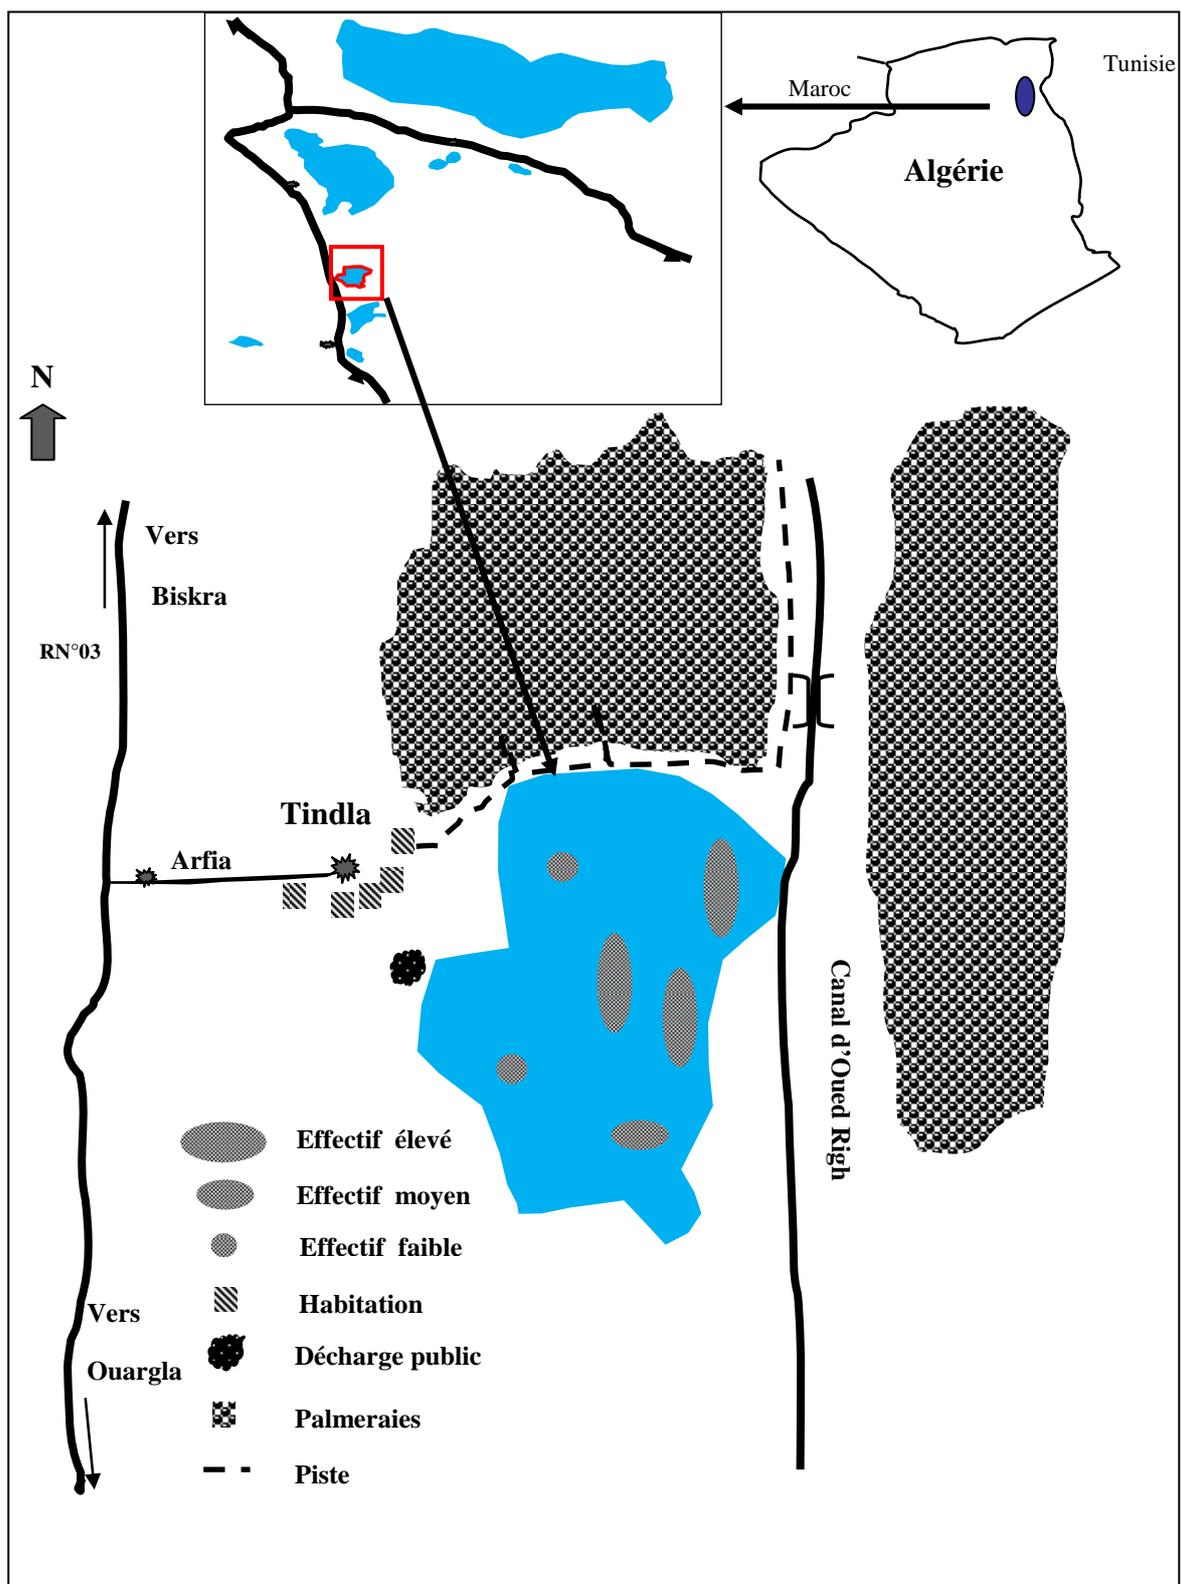 Tunisie
Maroc
Algérie
N
Vers
Biskra
RN°03
Tindla
Arfia
Canal d’Oued Righ
Effectif élevé
Effectif moyen
Effectif faible
Habitation
Vers
Décharge public
Ouargla
Palmeraies
Piste